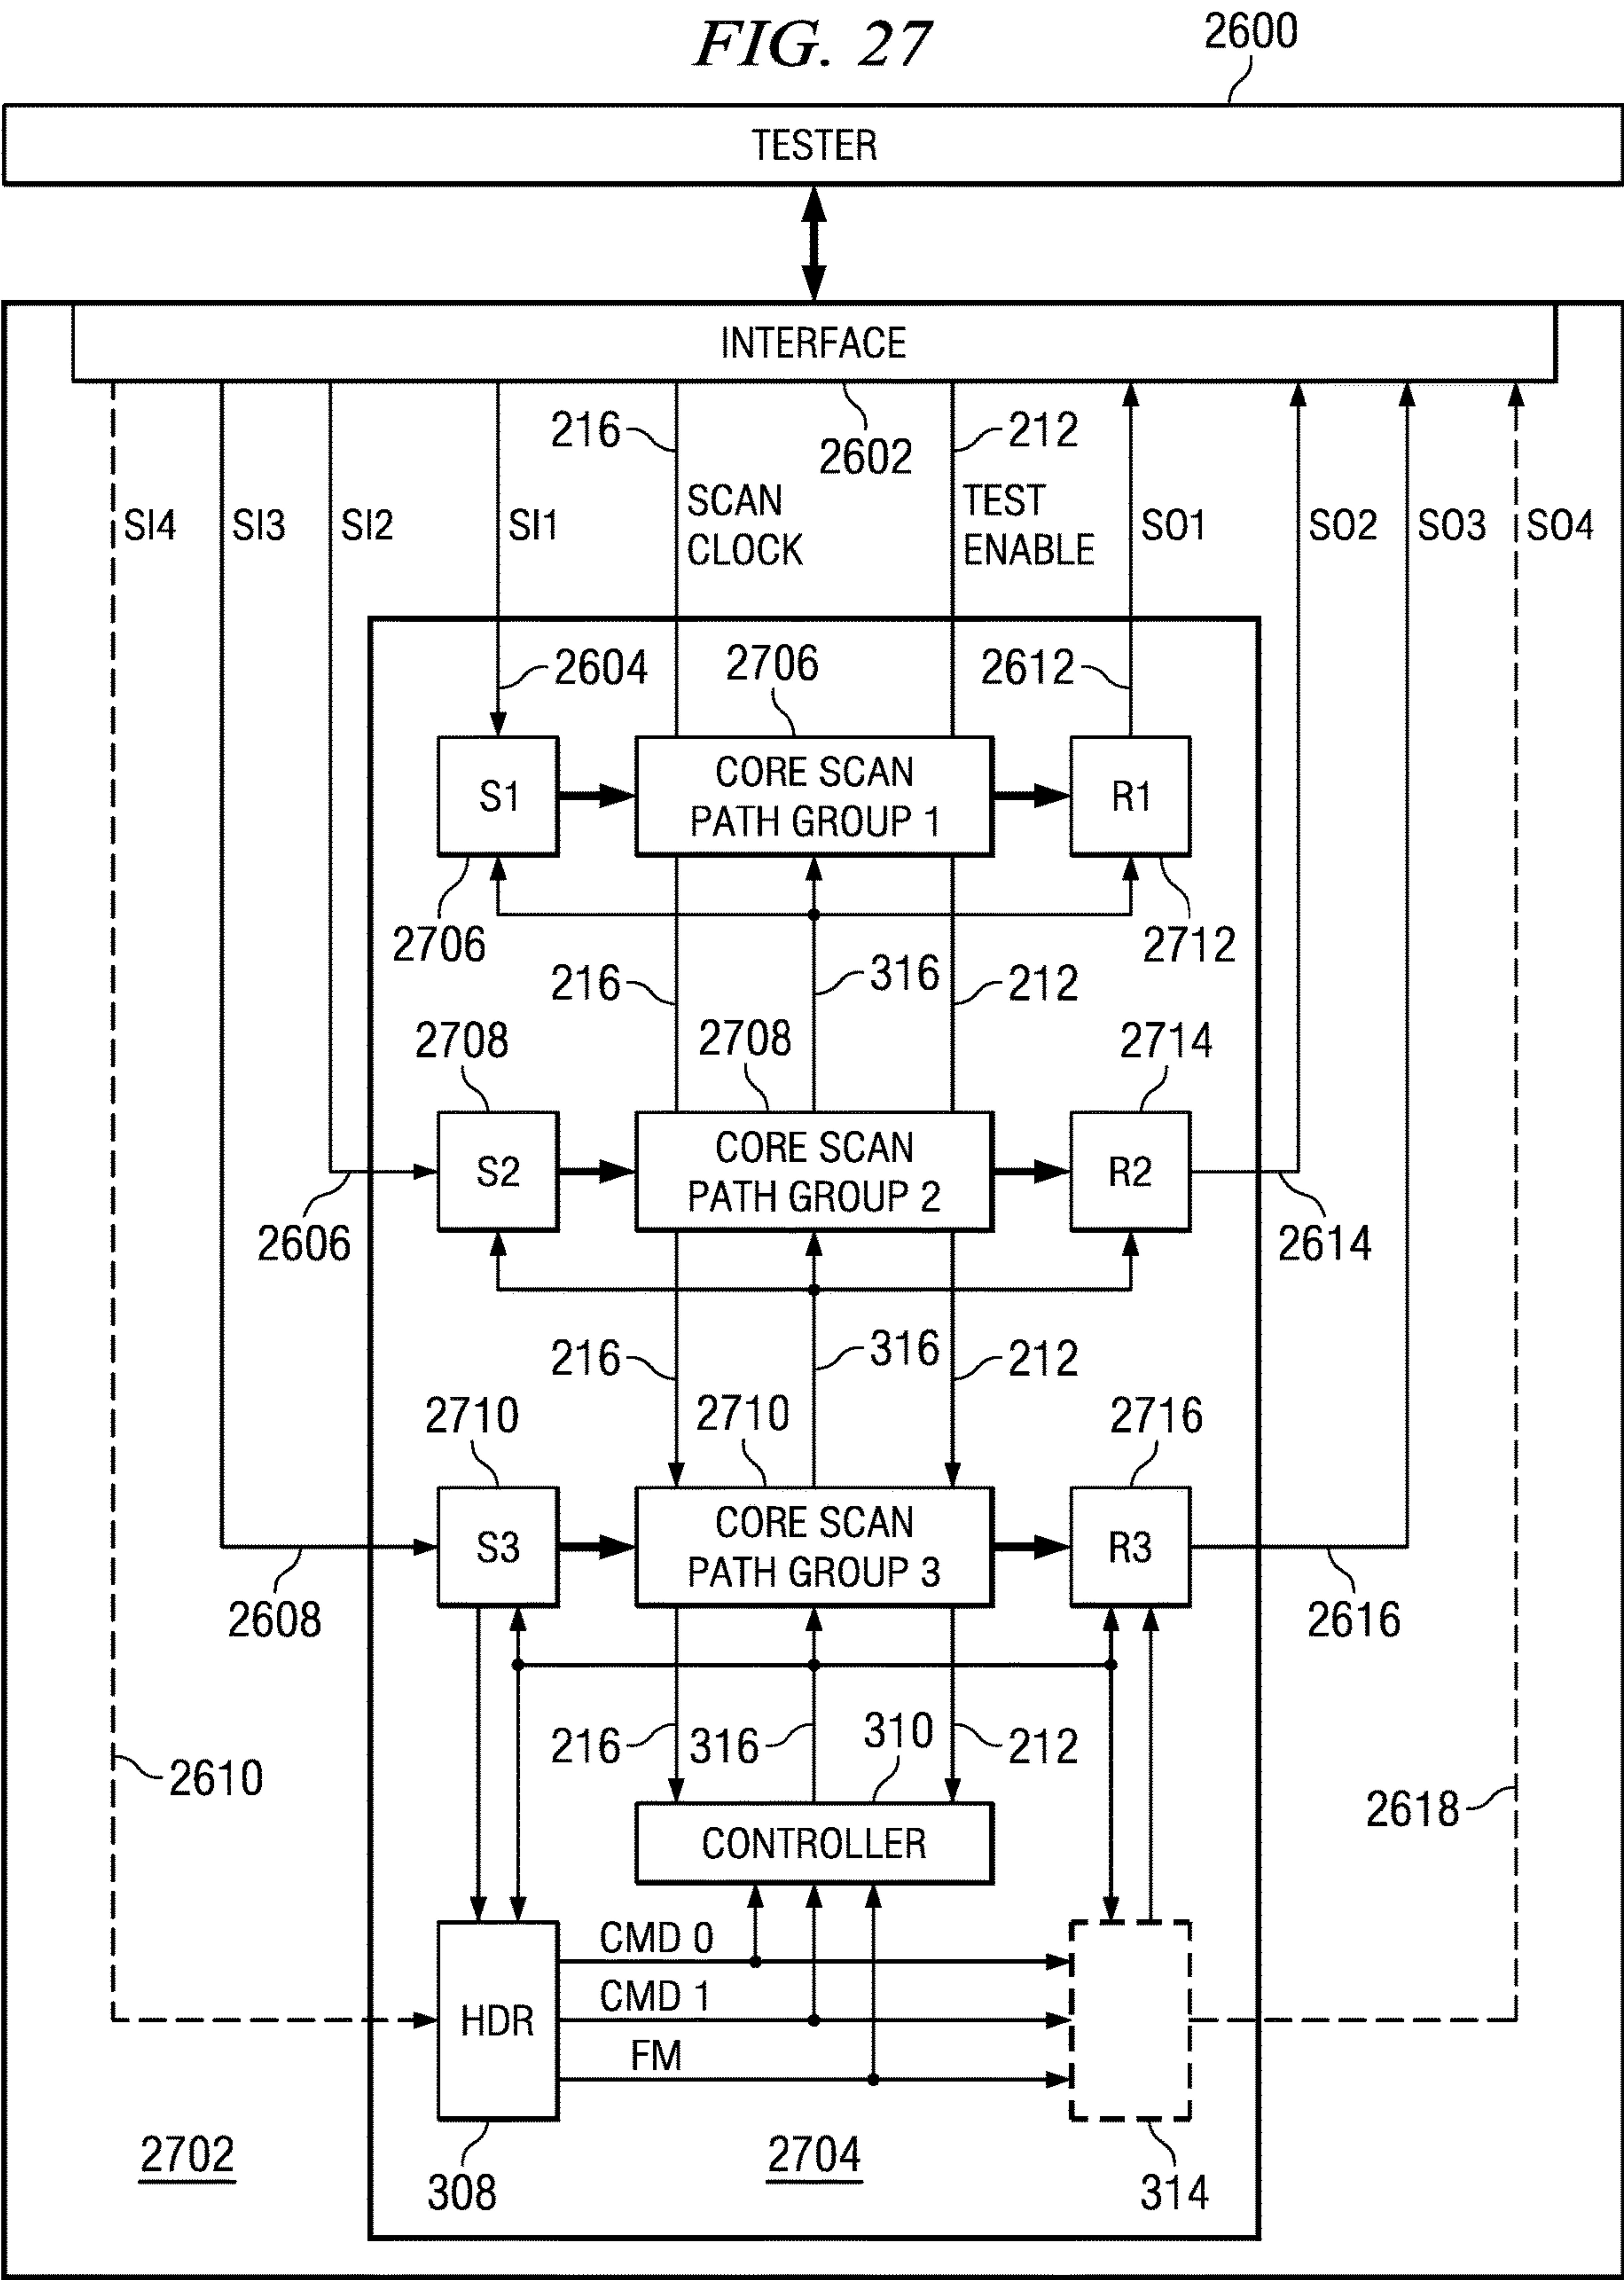 FIG. 27
2600
TESTER
INTERFACE
216
2602
212
SI4
SI3
SI2
SI1
SCAN
CLOCK
TEST
ENABLE
SO1
SO2
SO3
SO4
2604
2706
2612
S1
CORE SCAN
PATH GROUP 1
R1
2706
2712
216
316
212
2708
2708
2714
S2
CORE SCAN
PATH GROUP 2
R2
2606
2614
216
316
212
2710
2710
2716
S3
CORE SCAN
PATH GROUP 3
R3
2608
2616
216
316
310
212
2610
2618
CONTROLLER
CMD 0
CMD 1
HDR
FM
2702
2704
308
314